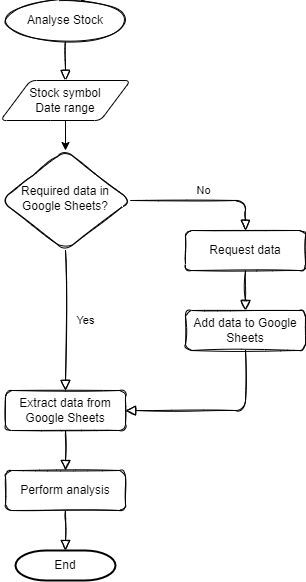 Analyse Stock
Stock symbol
Date range
Required data in
Google Sheets?
No
Request data
Add data to Google
Sheets
Yes
Extract data from
Google Sheets
Perform analysis
End